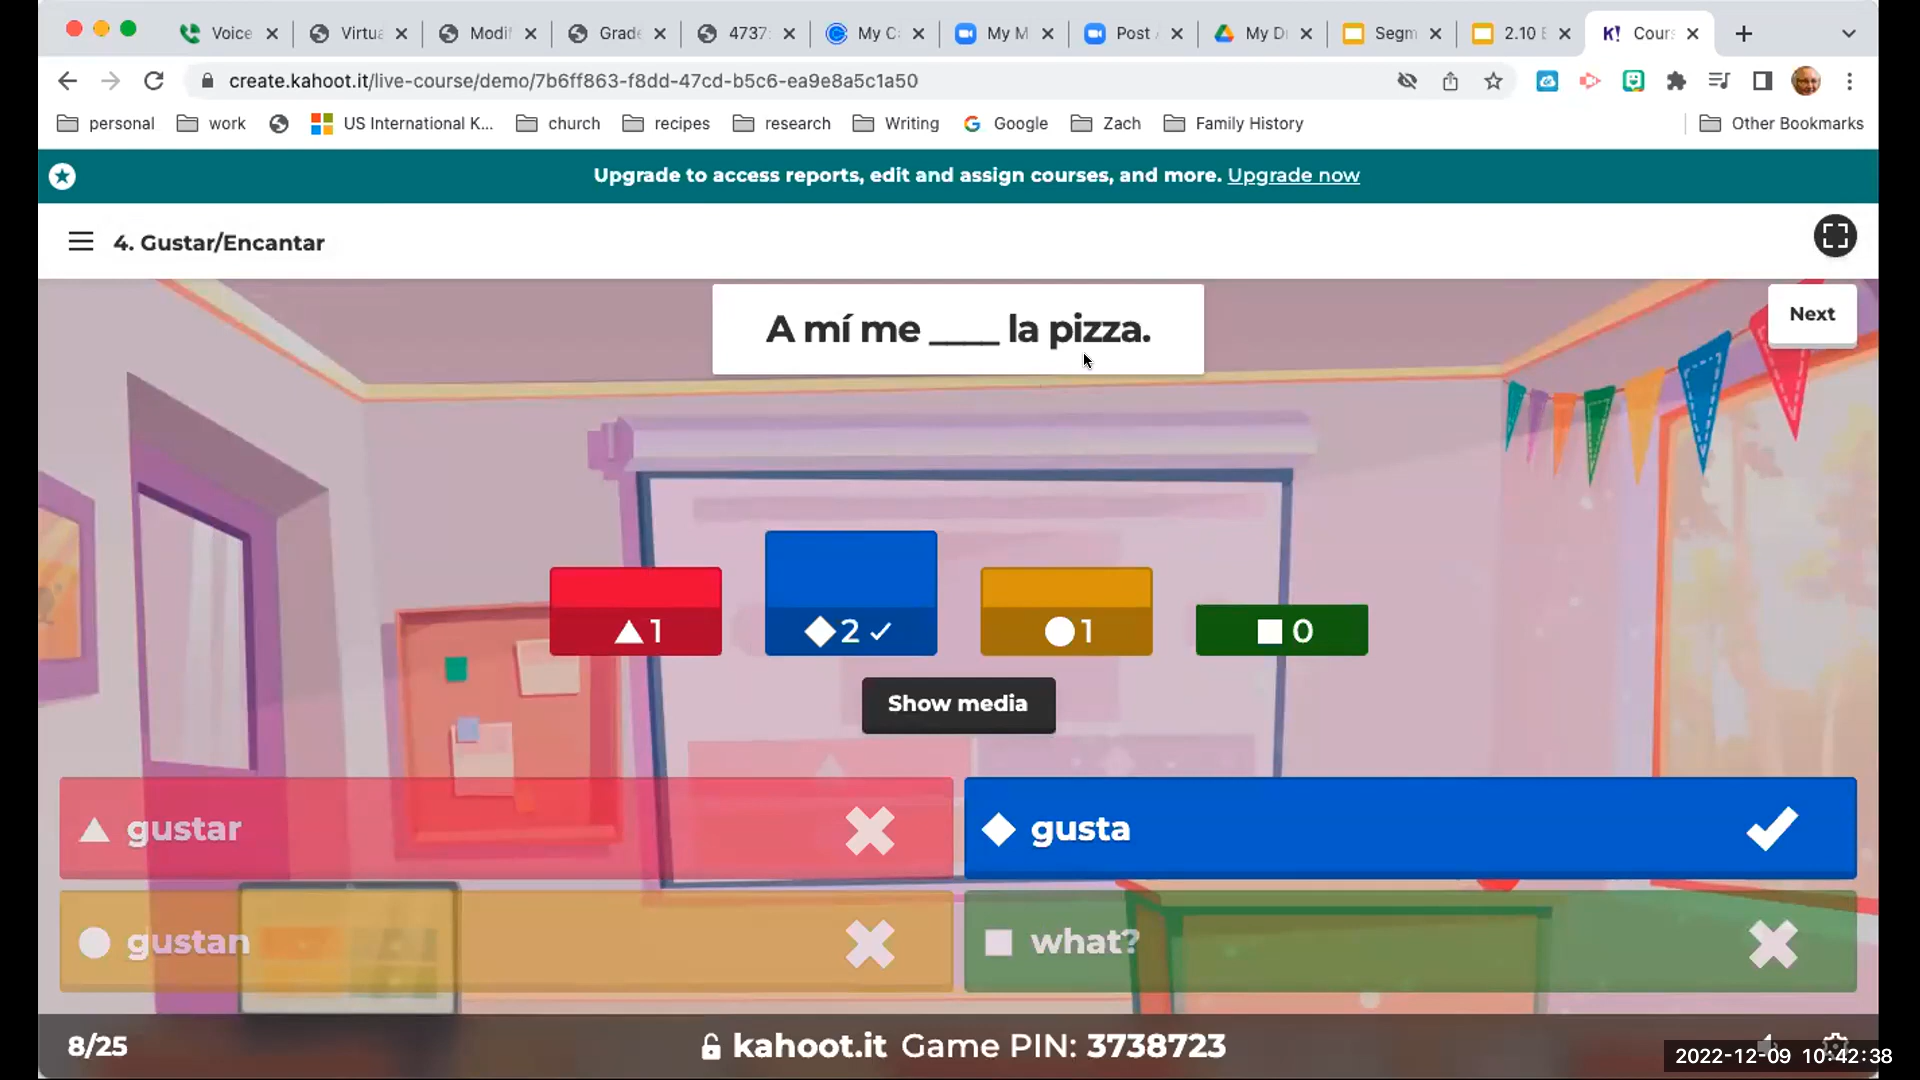 Voice
Virtua
Modif
Grade
4737:
My C
My M
Post
My D
Segm
2.10 E
K! Cours
create.kahoot.it/live-course/demo/7b6ff863-f8dd-47cd-b5c6-ea9e8a5c1a50
personal work US International K... church recipes research Writing Google Zach Family History Other Bookmarks
Upgrade to access reports, edit and assign courses, and more. Upgrade now
4. Gustar/Encantar
A mí me ____ la pizza.
Next
1 2 1 0
Show media
gustar
gusta
gustan
what?
8/25 kahoot.it Game PIN: 3738723
2022-12-09 10:42:38